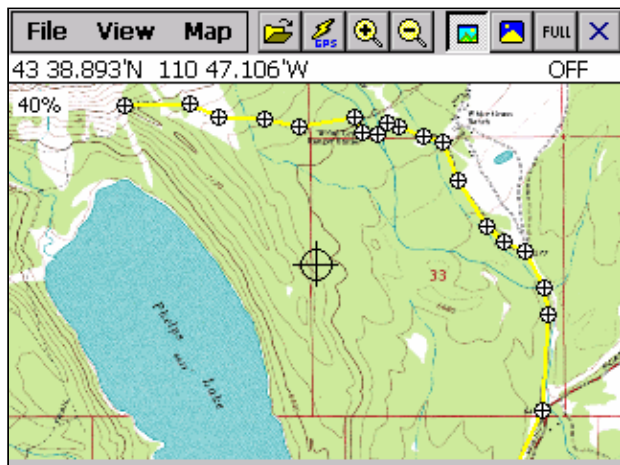 File View Map GPS FULL
43 38.893'N 110 47.106'W OFF
40%
33
Phelps
Lake